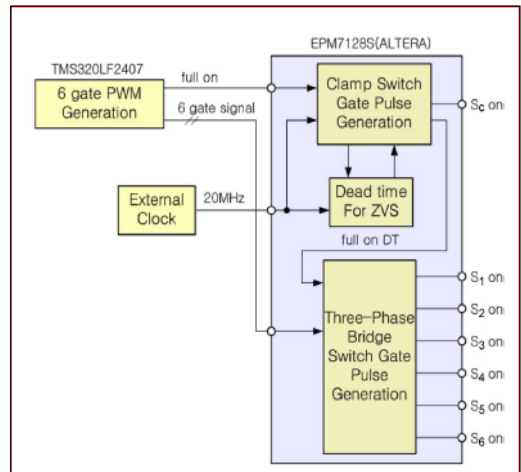 EPM7128S(ALTERA)
TMS320LF2407
6 gate PWM
Generation
full on
6 gate signal
Clamp Switch
Gate Pulse
Generation
Sc on
External
Clock
20MHz
Dead time
For ZVS
full on DT
Three-Phase
Bridge
Switch Gate
Pulse
Generation
S1 on
S2 on
S3 on
S4 on
S5 on
S6 on